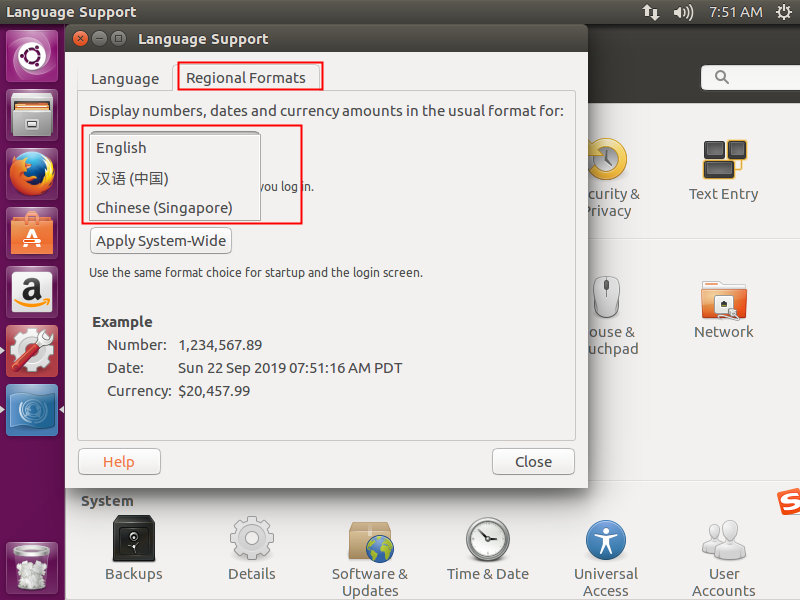 Language Support
7:51 AM
Language Support
Language
Regional Formats
Display numbers, dates and currency amounts in the usual format for:
English
汉语 (中国)
Chinese (Singapore)
you log in.
Apply System-Wide
Use the same format choice for startup and the login screen.
Example
Number: 1,234,567.89
Date: Sun 22 Sep 2019 07:51:16 AM PDT
Currency: $20,457.99
Help
Close
curity &
Privacy
Text Entry
ouse &
uchpad
Network
System
Backups
Details
Software &
Updates
Time & Date
Universal
Access
User
Accounts